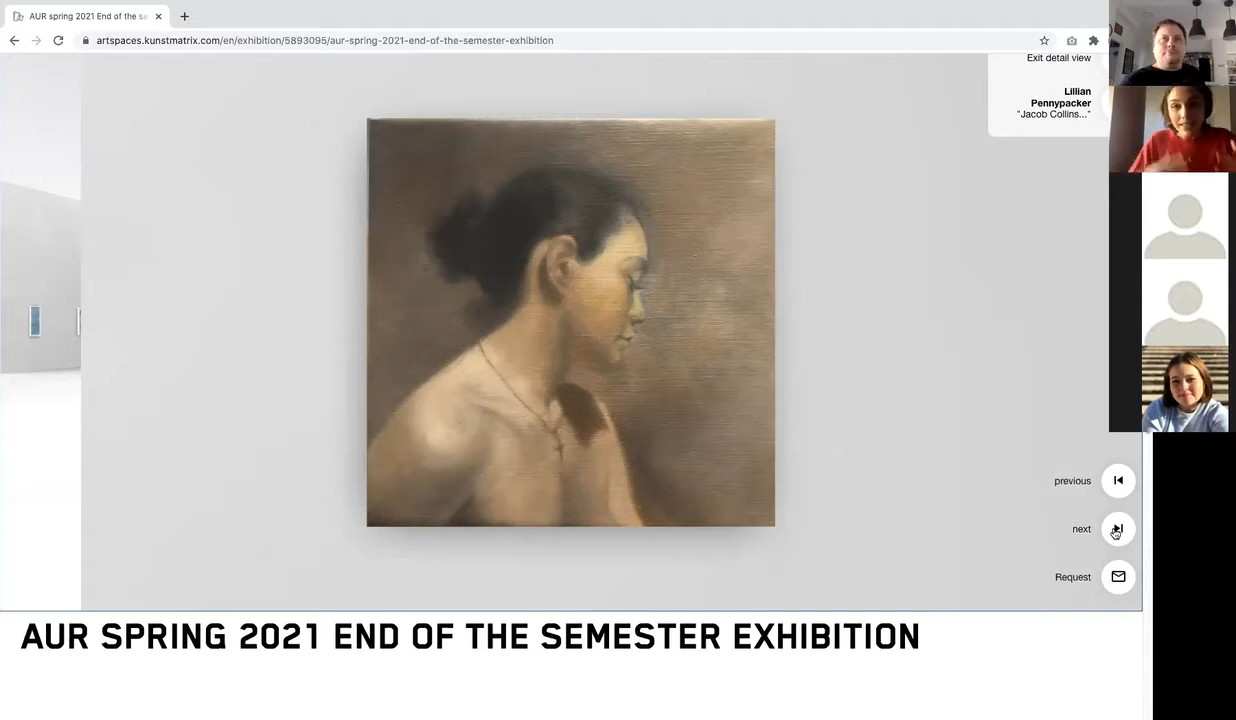 AUR spring 2021 End of the se
artspaces.kunstmatrix.com/en/exhibition/5893095/aur-spring-2021-end-of-the-semester-exhibition
Exit detail view
Lillian
Pennypacker
"Jacob Collins..."
previous
next
Request
AUR SPRING 2021 END OF THE SEMESTER EXHIBITION